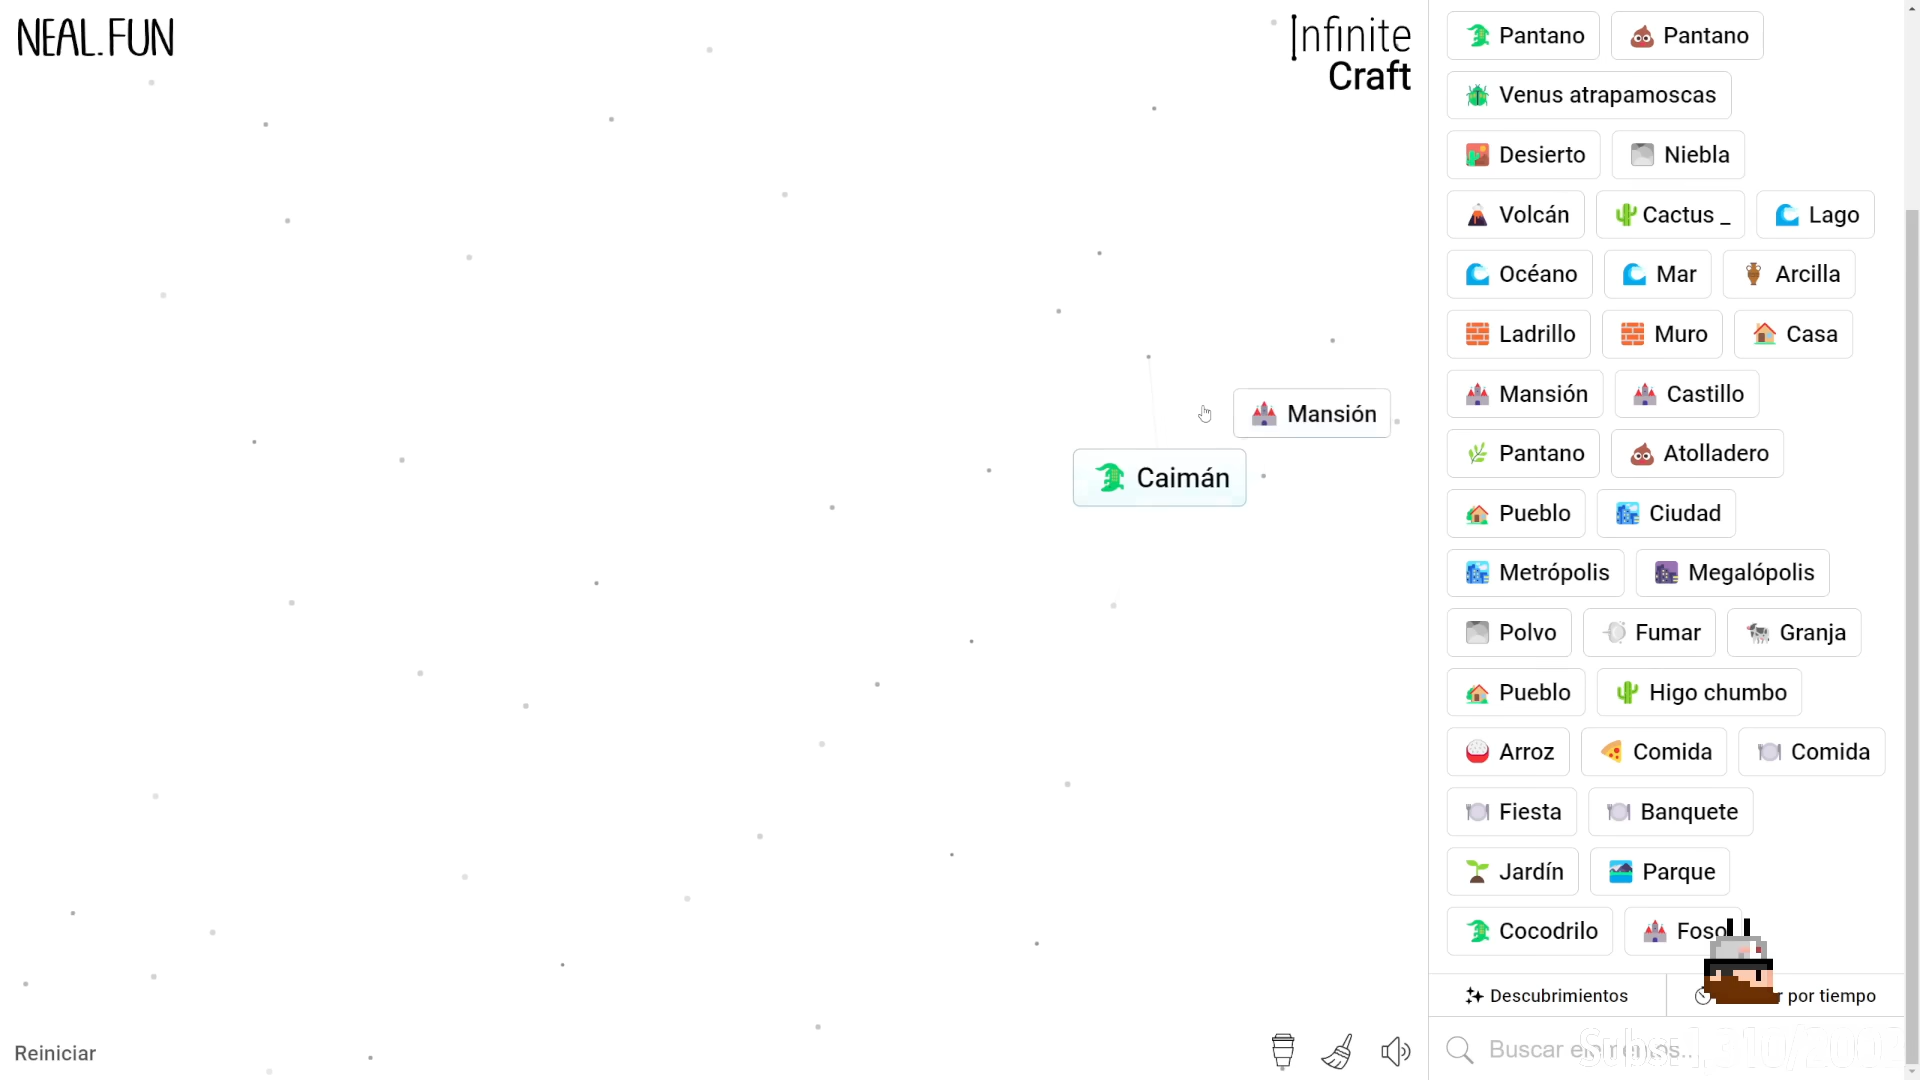 NEAL.FUN
Infinite
Craft
Pantano Pantano
Venus atrapamoscas
Desierto Niebla
Volcán Cactus _ Lago
Océano Mar Arcilla
Ladrillo Muro Casa
Mansión Castillo
Mansión
Pantano Atolladero
Caimán
Pueblo Ciudad
Metrópolis Megalópolis
Polvo Fumar Granja
Pueblo Higo chumbo
Arroz Comida Comida
Fiesta Banquete
Jardín Parque
Cocodrilo Foso
Descubrimientos por tiempo
Reiniciar
Buscar